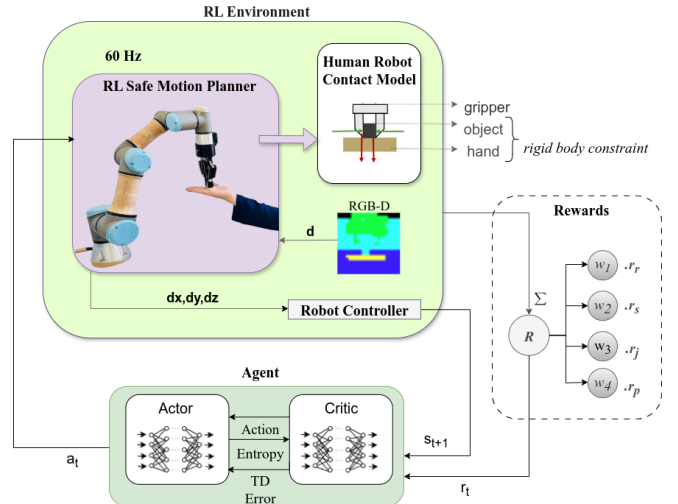 RL Environment
60 Hz
RL Safe Motion Planner
Human Robot
Contact Model
gripper
object
hand
rigid body constraint
RGB-D
d
dx,dy,dz
Robot Controller
Rewards
Σ
R
w1 .rr
w2 .rs
w3 .rj
w4 .rp
Agent
Actor
Critic
Action
Entropy
TD
Error
at
st+1
rt